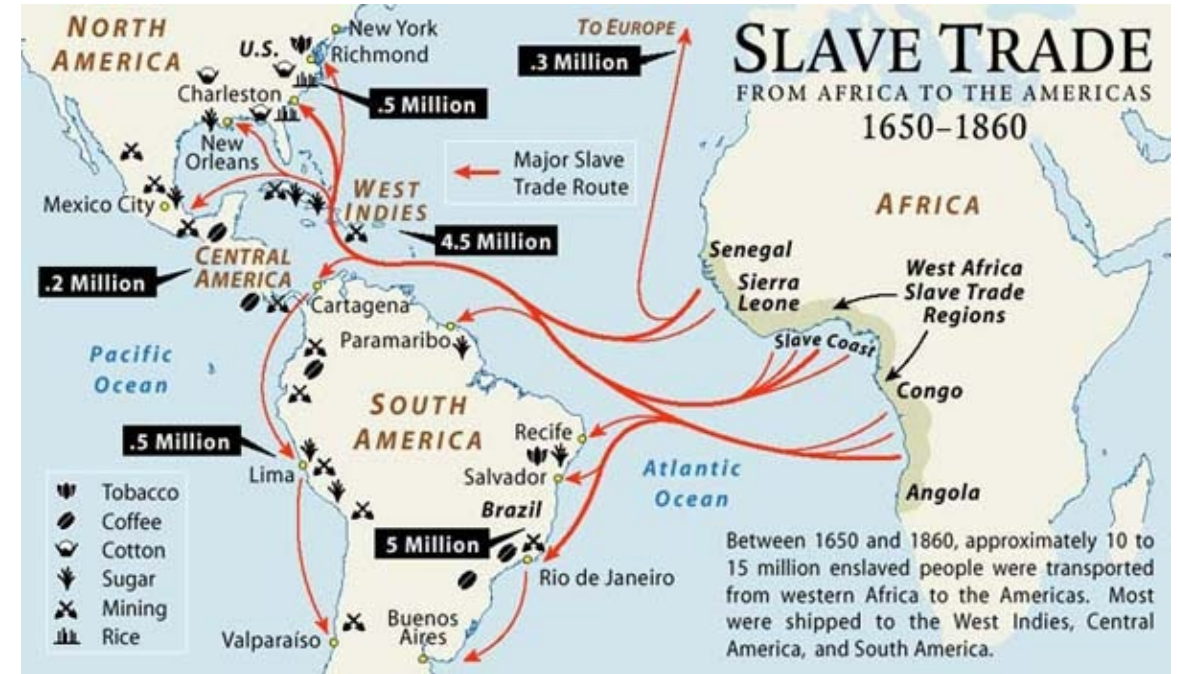 SLAVE TRADE
FROM AFRICA TO THE AMERICAS
1650–1860
NORTH
AMERICA
U.S.
New York
Richmond
Charleston
.5 Million
New
Orleans
Mexico City
WEST
INDIES
4.5 Million
CENTRAL
AMERICA
.2 Million
TO EUROPE
.3 Million
Major Slave
Trade Route
AFRICA
Senegal
Sierra
Leone
West Africa
Slave Trade
Regions
Slave Coast
Congo
Angola
Cartagena
Paramaribo
Pacific
Ocean
SOUTH
AMERICA
.5 Million
Lima
Recife
Salvador
Brazil
5 Million
Rio de Janeiro
Atlantic
Ocean
Buenos
Aires
Valparaíso
Tobacco
Coffee
Cotton
Sugar
Mining
Rice
Between 1650 and 1860, approximately 10 to
15 million enslaved people were transported
from western Africa to the Americas. Most
were shipped to the West Indies, Central
America, and South America.